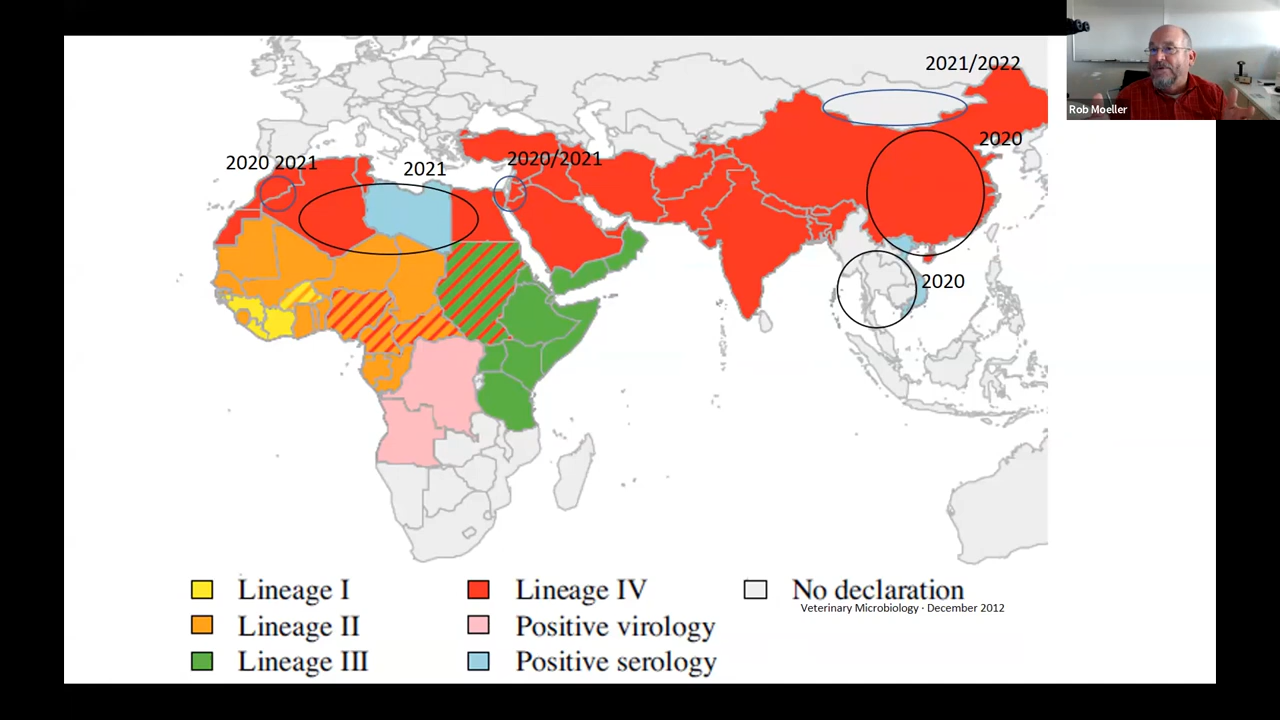 2021/2022
Rob Moeller
2020
2020 2021
2021
2020/2021
2020
Lineage I
Lineage IV
No declaration
Veterinary Microbiology · December 2012
Lineage II
Positive virology
Lineage III
Positive serology